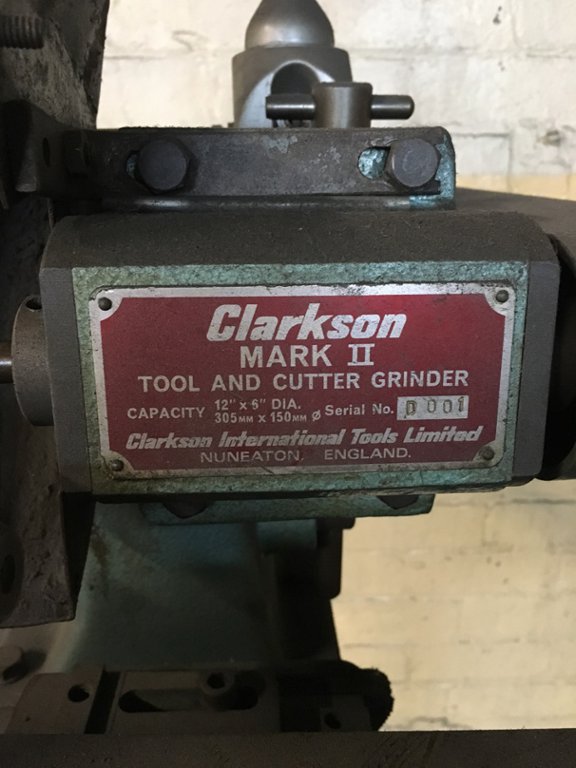 Clarkson
MARK II
TOOL AND CUTTER GRINDER
CAPACITY 12" x 6" DIA. 305MM x 150MM ø Serial No. D 001
Clarkson International Tools Limited
NUNEATON, ENGLAND.